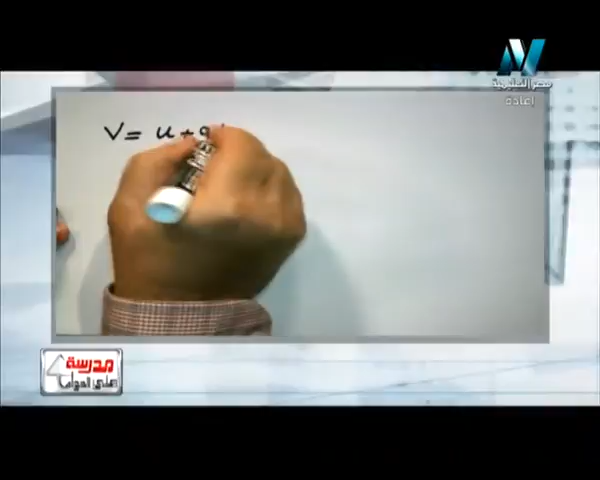 مصر التعليمية
إعادة
V= u+a
مدرسة
على الهواء